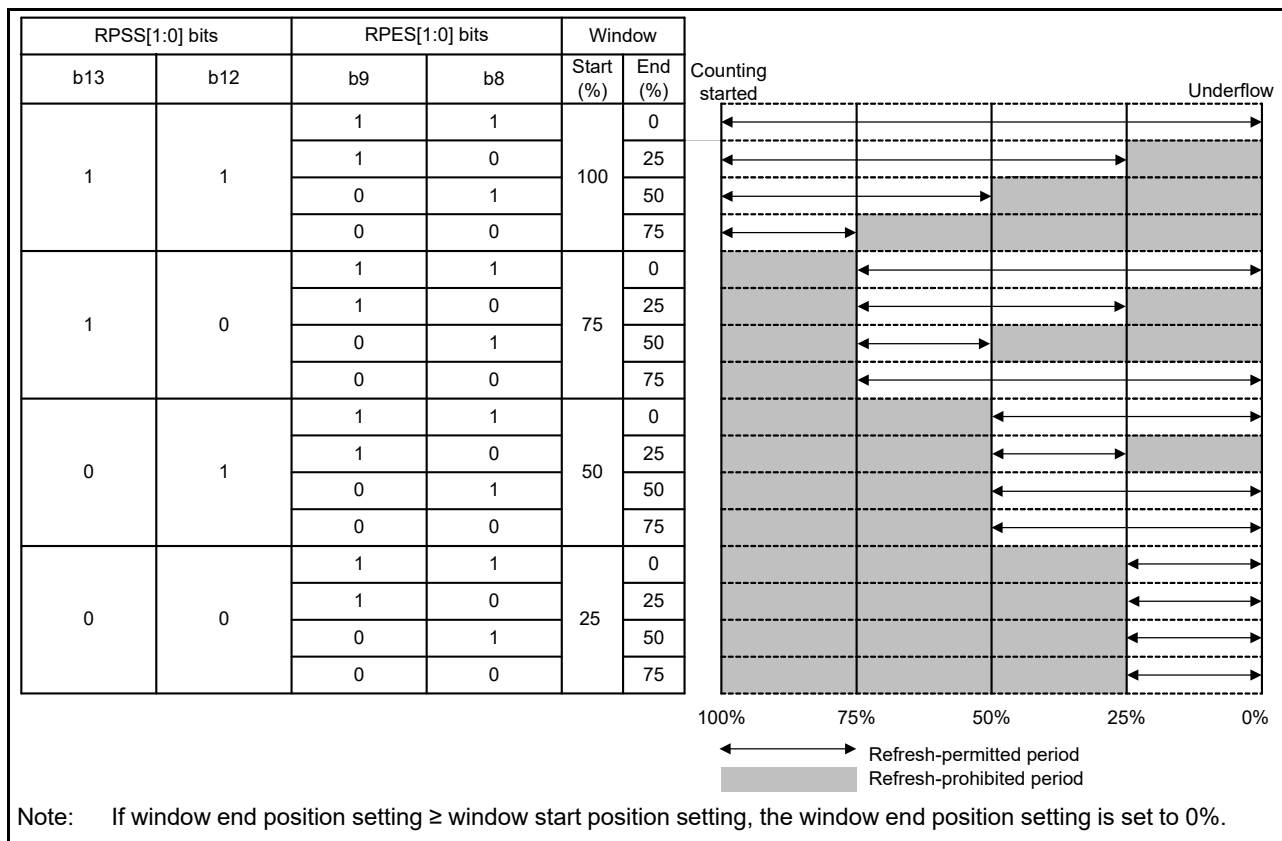 RPSS[1:0] bits RPES[1:0] bits Window
b13 b12 b9 b8 Start (%) End (%) Counting started Underflow
1 1 1 1 100 0
1 0 25
0 1 50
0 0 75
1 0 1 1 75 0
1 0 25
0 1 50
0 0 75
0 1 1 1 50 0
1 0 25
0 1 50
0 0 75
0 0 1 1 25 0
1 0 25
0 1 50
0 0 75
100% 75% 50% 25% 0%
Refresh-permitted period
Refresh-prohibited period
Note: If window end position setting ≥ window start position setting, the window end position setting is set to 0%.